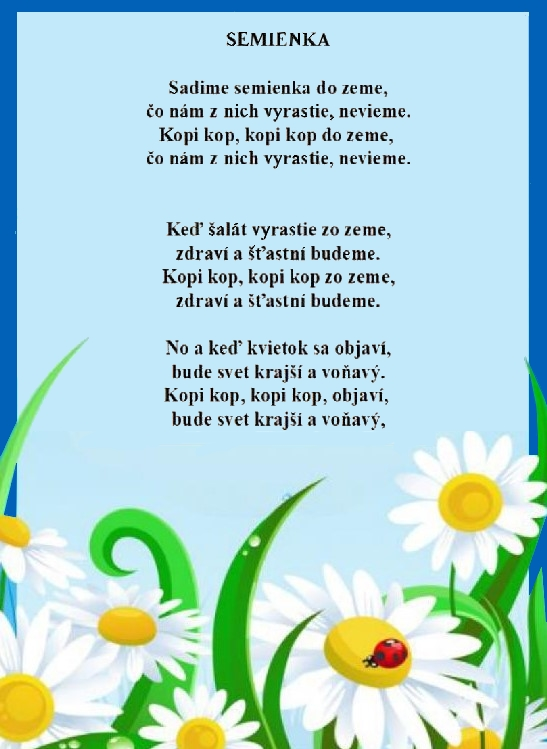 SEMIENKA
Sadíme semienka do zeme,
čo nám z nich vyrastie, nevieme.
Kopi kop, kopi kop do zeme,
čo nám z nich vyrastie, nevieme.
Keď šalát vyrastie zo zeme,
zdraví a šťastní budeme.
Kopi kop, kopi kop zo zeme,
zdraví a šťastní budeme.
No a keď kvietok sa objaví,
bude svet krajší a voňavý.
Kopi kop, kopi kop, objaví,
bude svet krajší a voňavý,